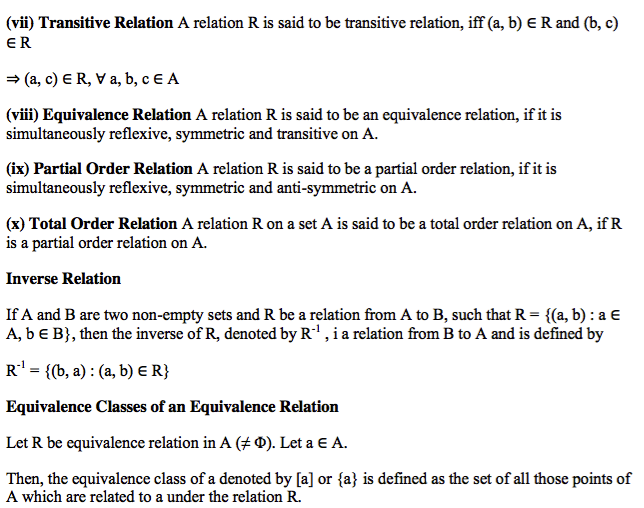 (vii) Transitive Relation A relation R is said to be transitive relation, iff (a, b) ∈ R and (b, c)
∈ R
⇒ (a, c) ∈ R, ∀ a, b, c ∈ A
(viii) Equivalence Relation A relation R is said to be an equivalence relation, if it is
simultaneously reflexive, symmetric and transitive on A.
(ix) Partial Order Relation A relation R is said to be a partial order relation, if it is
simultaneously reflexive, symmetric and anti-symmetric on A.
(x) Total Order Relation A relation R on a set A is said to be a total order relation on A, if R
is a partial order relation on A.
Inverse Relation
If A and B are two non-empty sets and R be a relation from A to B, such that R = {(a, b) : a ∈
A, b ∈ B}, then the inverse of R, denoted by R⁻¹ , i a relation from B to A and is defined by
R⁻¹ = {(b, a) : (a, b) ∈ R}
Equivalence Classes of an Equivalence Relation
Let R be equivalence relation in A (≠ Φ). Let a ∈ A.
Then, the equivalence class of a denoted by [a] or {a} is defined as the set of all those points of
A which are related to a under the relation R.